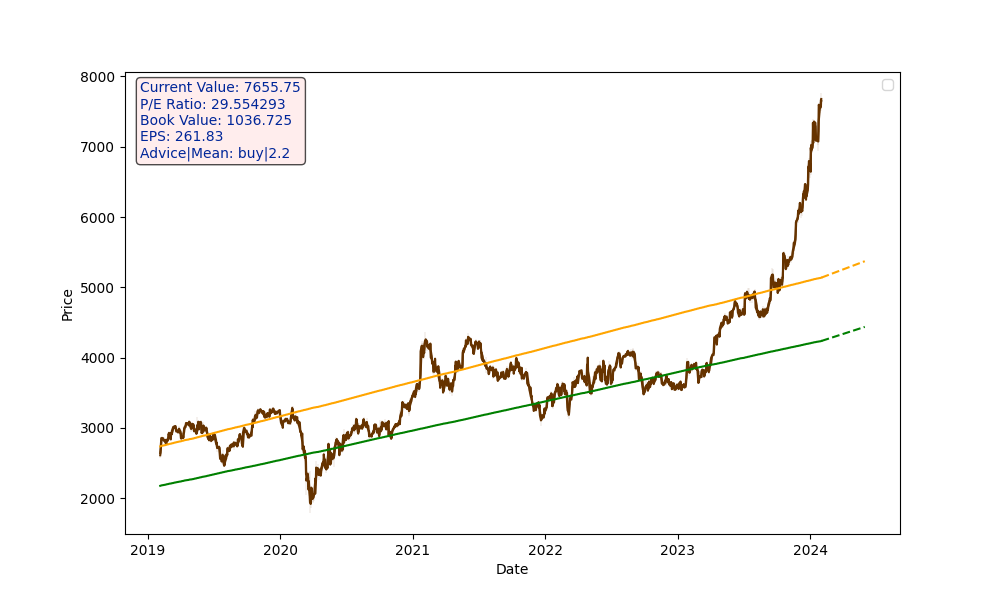 8000
Current Value: 7655.75
P/E Ratio: 29.554293
Book Value: 1036.725
EPS: 261.83
Advice|Mean: buy|2.2
7000
6000
5000
Price
4000
3000
2000
2019 2020 2021 2022 2023 2024
Date